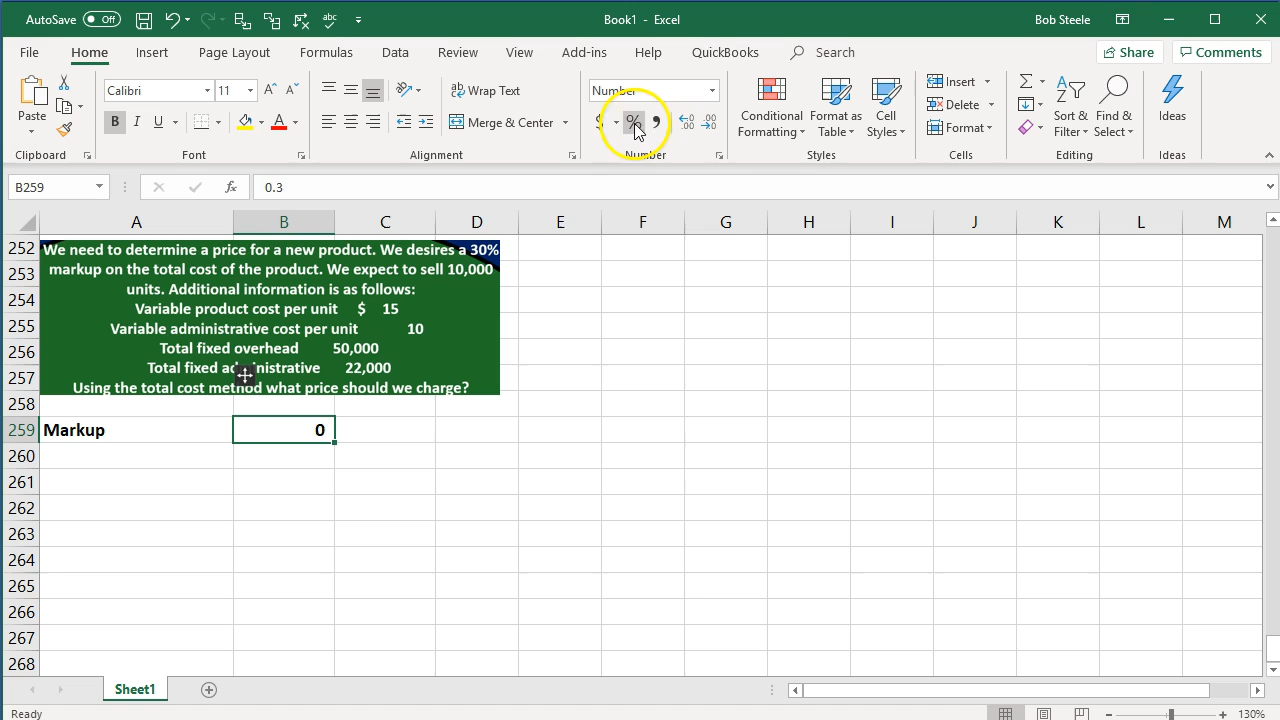 AutoSave Off Book1 - Excel Bob Steele
File Home Insert Page Layout Formulas Data Review View Add-ins Help QuickBooks Search Share Comments
Paste
Calibri 11
B I U
ab Wrap Text
Merge & Center
Number
$ % ,
Conditional Formatting
Format as Table
Cell Styles
Insert
Delete
Format
Sort & Filter
Find & Select
Ideas
Clipboard Font Alignment Number Styles Cells Editing Ideas
B259 fx 0.3
A B C D E F G H I J K L M
252
253
254
255
256
257
258
We need to determine a price for a new product. We desires a 30%
markup on the total cost of the product. We expect to sell 10,000
units. Additional information is as follows:
Variable product cost per unit $ 15
Variable administrative cost per unit 10
Total fixed overhead 50,000
Total fixed administrative 22,000
Using the total cost method what price should we charge?
259 Markup 0
260
261
262
263
264
265
266
267
268
Sheet1
Ready 130%